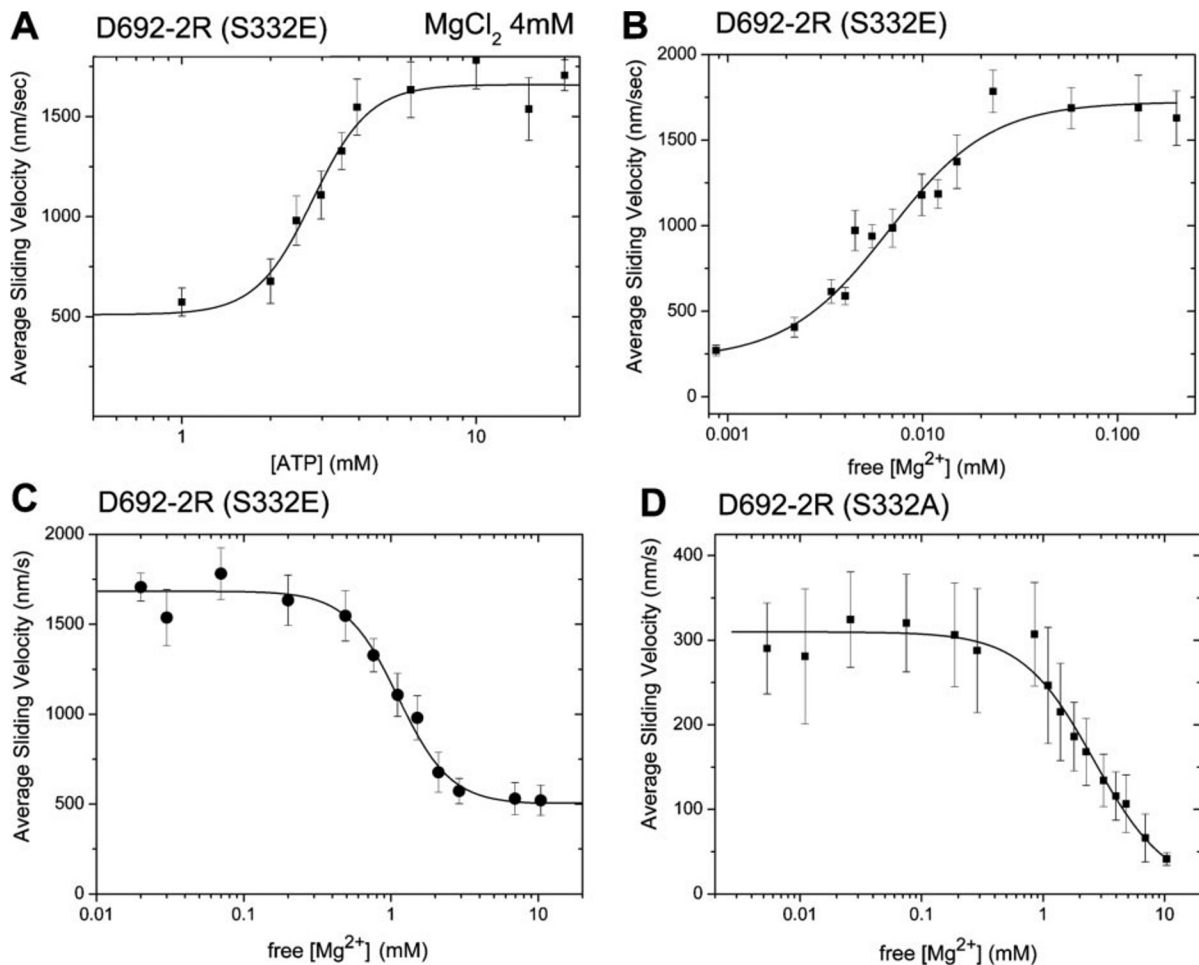 A D692-2R (S332E) MgCl2 4mM
Average Sliding Velocity (nm/sec)
1500
1000
500
1 10
[ATP] (mM)
B D692-2R (S332E)
Average Sliding Velocity (nm/sec)
2000
1500
1000
500
0
0.001 0.010 0.100
free [Mg2+] (mM)
C D692-2R (S332E)
Average Sliding Velocity (nm/s)
2000
1500
1000
500
0
0.01 0.1 1 10
free [Mg2+] (mM)
D D692-2R (S332A)
Average Sliding Velocity (nm/s)
400
300
200
100
0
0.01 0.1 1 10
free [Mg2+] (mM)